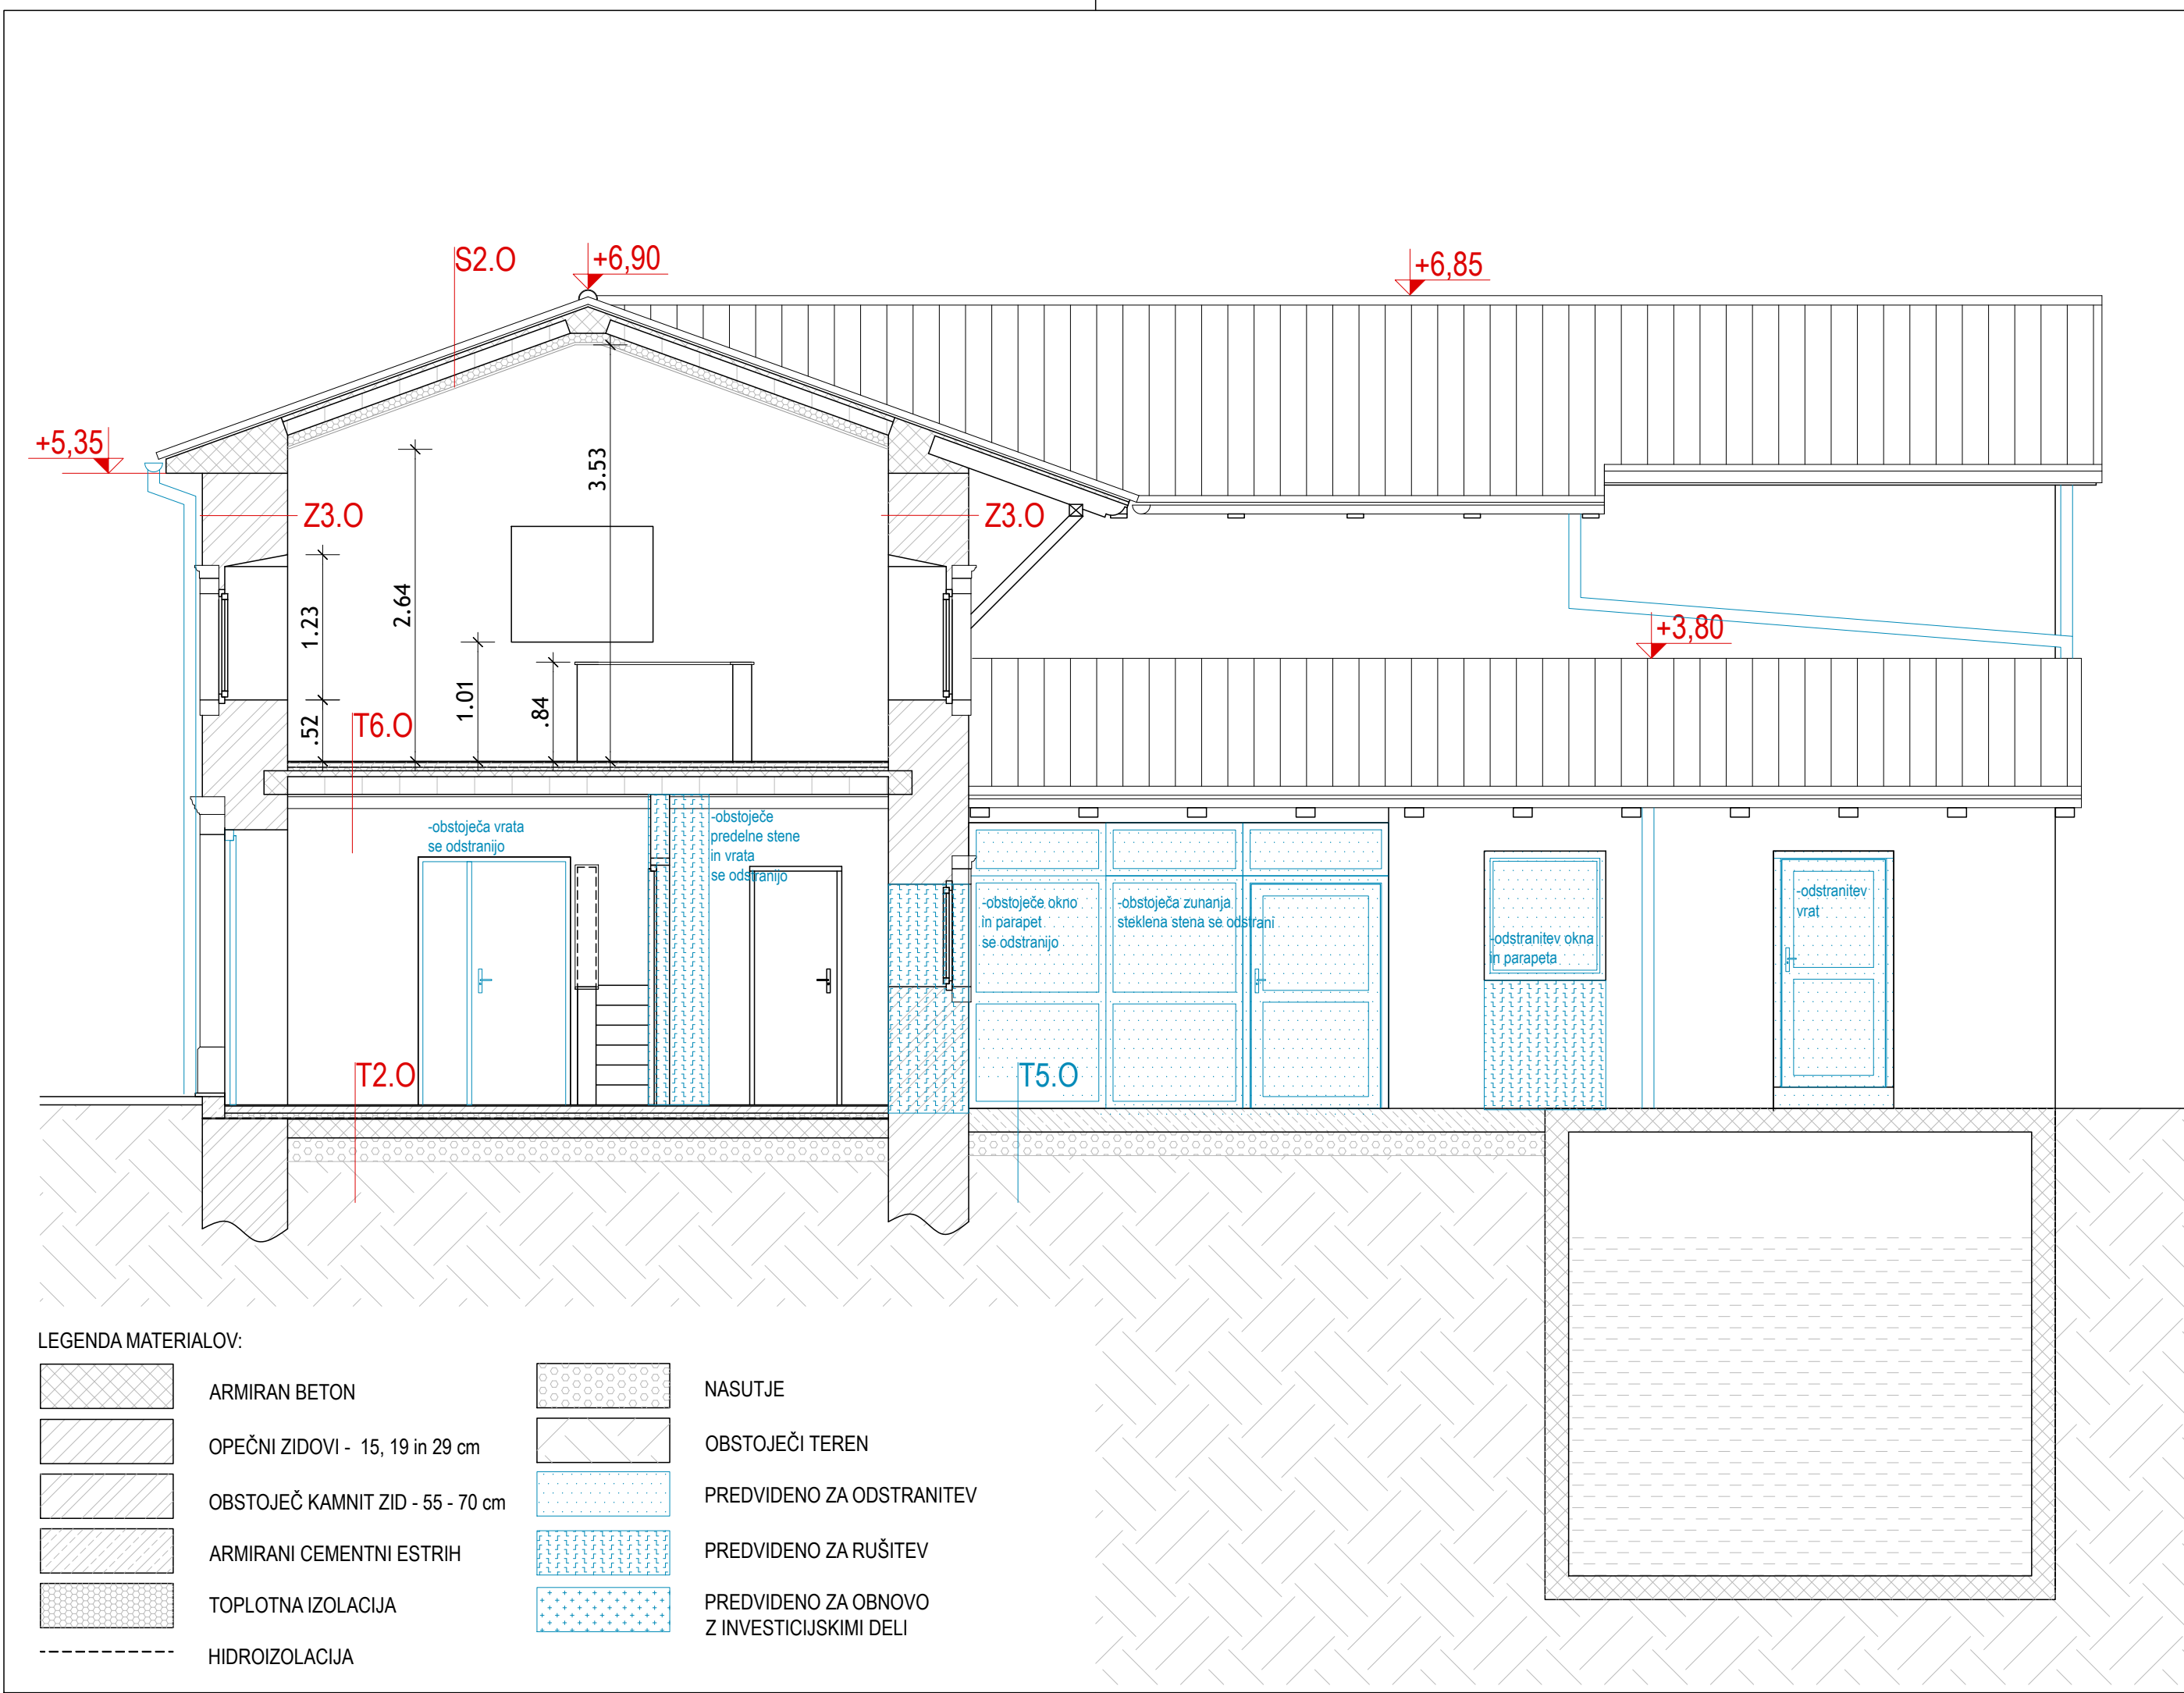 S2.O
+6,90
+6,85
+5,35
3.53
Z3.O
Z3.O
1.23
2.64
+3,80
.52
T6.O
1.01
.84
-obstoječa vrata
se odstranijo
-obstoječe
predelne stene
in vrata
se odstranijo
-obstoječe okno
in parapet
se odstranijo
-obstoječa zunanja
steklena stena se odstrani
-odstranitev okna
in parapeta
-odstranitev
vrat
T2.O
T5.O
LEGENDA MATERIALOV:
ARMIRAN BETON
OPEČNI ZIDOVI - 15, 19 in 29 cm
OBSTOJEČ KAMNIT ZID - 55 - 70 cm
ARMIRANI CEMENTNI ESTRIH
TOPLOTNA IZOLACIJA
HIDROIZOLACIJA
NASUTJE
OBSTOJEČI TEREN
PREDVIDENO ZA ODSTRANITEV
PREDVIDENO ZA RUŠITEV
PREDVIDENO ZA OBNOVO
Z INVESTICIJSKIMI DELI